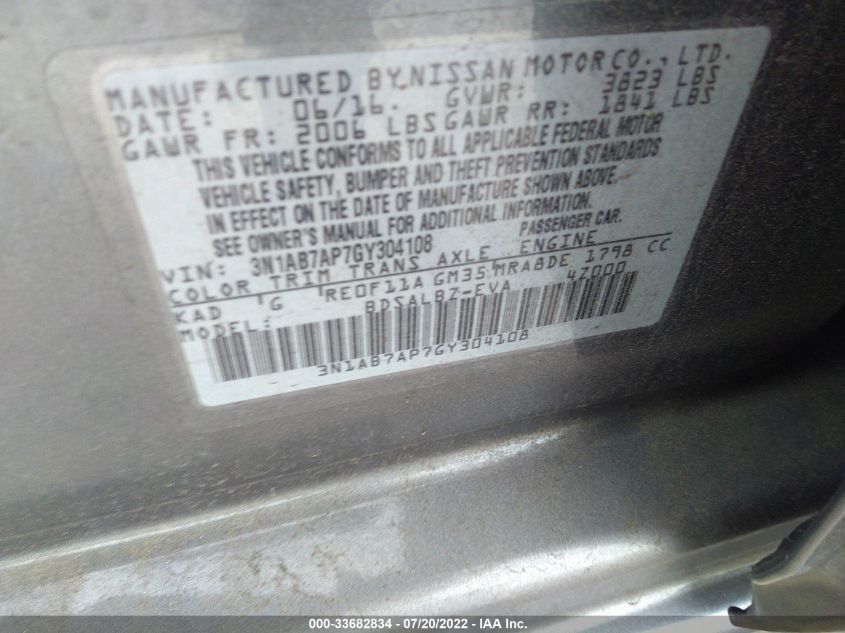 MANUFACTURED BY NISSAN MOTOR CO., LTD.
DATE: 06/16. GVWR: 3823 LBS
GAWR FR: 2006 LBS GAWR RR: 1841 LBS
THIS VEHICLE CONFORMS TO ALL APPLICABLE FEDERAL MOTOR
VEHICLE SAFETY, BUMPER AND THEFT PREVENTION STANDARDS
IN EFFECT ON THE DATE OF MANUFACTURE SHOWN ABOVE.
SEE OWNER'S MANUAL FOR ADDITIONAL INFORMATION.
VIN: 3N1AB7AP7GY304108 PASSENGER CAR.
COLOR TRIM TRANS AXLE ENGINE
KAD G RE0F11A GM35 MRA8DE 1798 CC
MODEL: BDSALBZ-EVA 42000
3N1AB7AP7GY304108
000-33682834 - 07/20/2022 - IAA Inc.